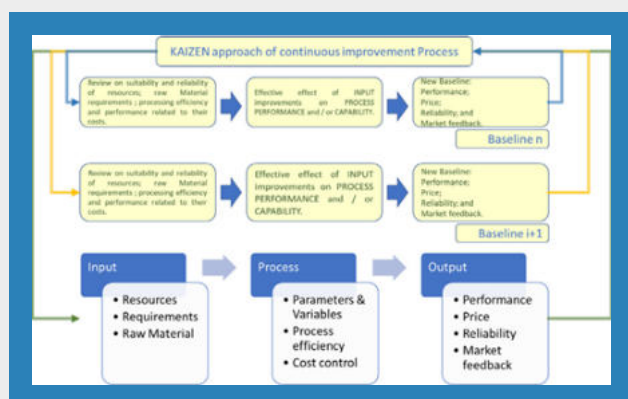 KAIZEN approach of continuous improvement Process
Review on suitability and reliability
of resources; raw Material
requirements ; processing efficiency
and performance related to their
costs.
Effective effect of INPUT
improvements on PROCESS
PERFORMANCE and / or CAPABILITY.
New Baseline:
Performance;
Price;
Reliability; and
Market feedback.
Baseline n
Review on suitability and reliability
of resources; raw Material
requirements ; processing efficiency
and performance related to their
costs.
Effective effect of INPUT
improvements on PROCESS
PERFORMANCE and / or
CAPABILITY.
New Baseline:
Performance;
Price;
Reliability; and
Market feedback.
Baseline i+1
Input
• Resources
• Requirements
• Raw Material
Process
• Parameters &
Variables
• Process
efficiency
• Cost control
Output
• Performance
• Price
• Reliability
• Market
feedback